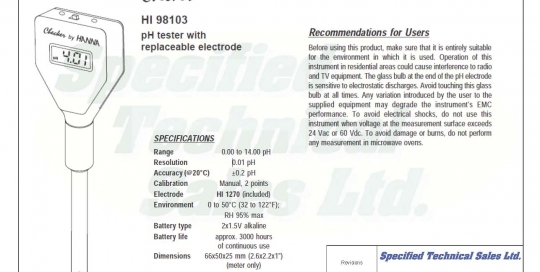 Checker by HANNA
pH 4.01
HI 98103
pH tester with
replaceable electrode
SPECIFICATIONS
Range 0.00 to 14.00 pH
Resolution 0.01 pH
Accuracy (@20°C) ±0.2 pH
Calibration Manual, 2 points
Electrode HI 1270 (included)
Environment 0 to 50°C (32 to 122°F);
RH 95% max
Battery type 2x1.5V alkaline
Battery life approx. 3000 hours
of continuous use
Dimensions 66x50x25 mm (2.6x2.2x1")
(meter only)
Recommendations for Users
Before using this product, make sure that it is entirely suitable
for the environment in which it is used. Operation of this
instrument in residential areas could cause interference to radio
and TV equipment. The glass bulb at the end of the pH electrode
is sensitive to electrostatic discharges. Avoid touching this glass
bulb at all times. Any variation introduced by the user to the
supplied equipment may degrade the instrument's EMC
performance. To avoid electrical shocks, do not use this
instrument when voltage at the measurement surface exceeds
24 Vac or 60 Vdc. To avoid damage or burns, do not perform
any measurement in microwave ovens.
Specified
Technical
Sales Ltd.
Revisions
Specified Technical Sales Ltd.